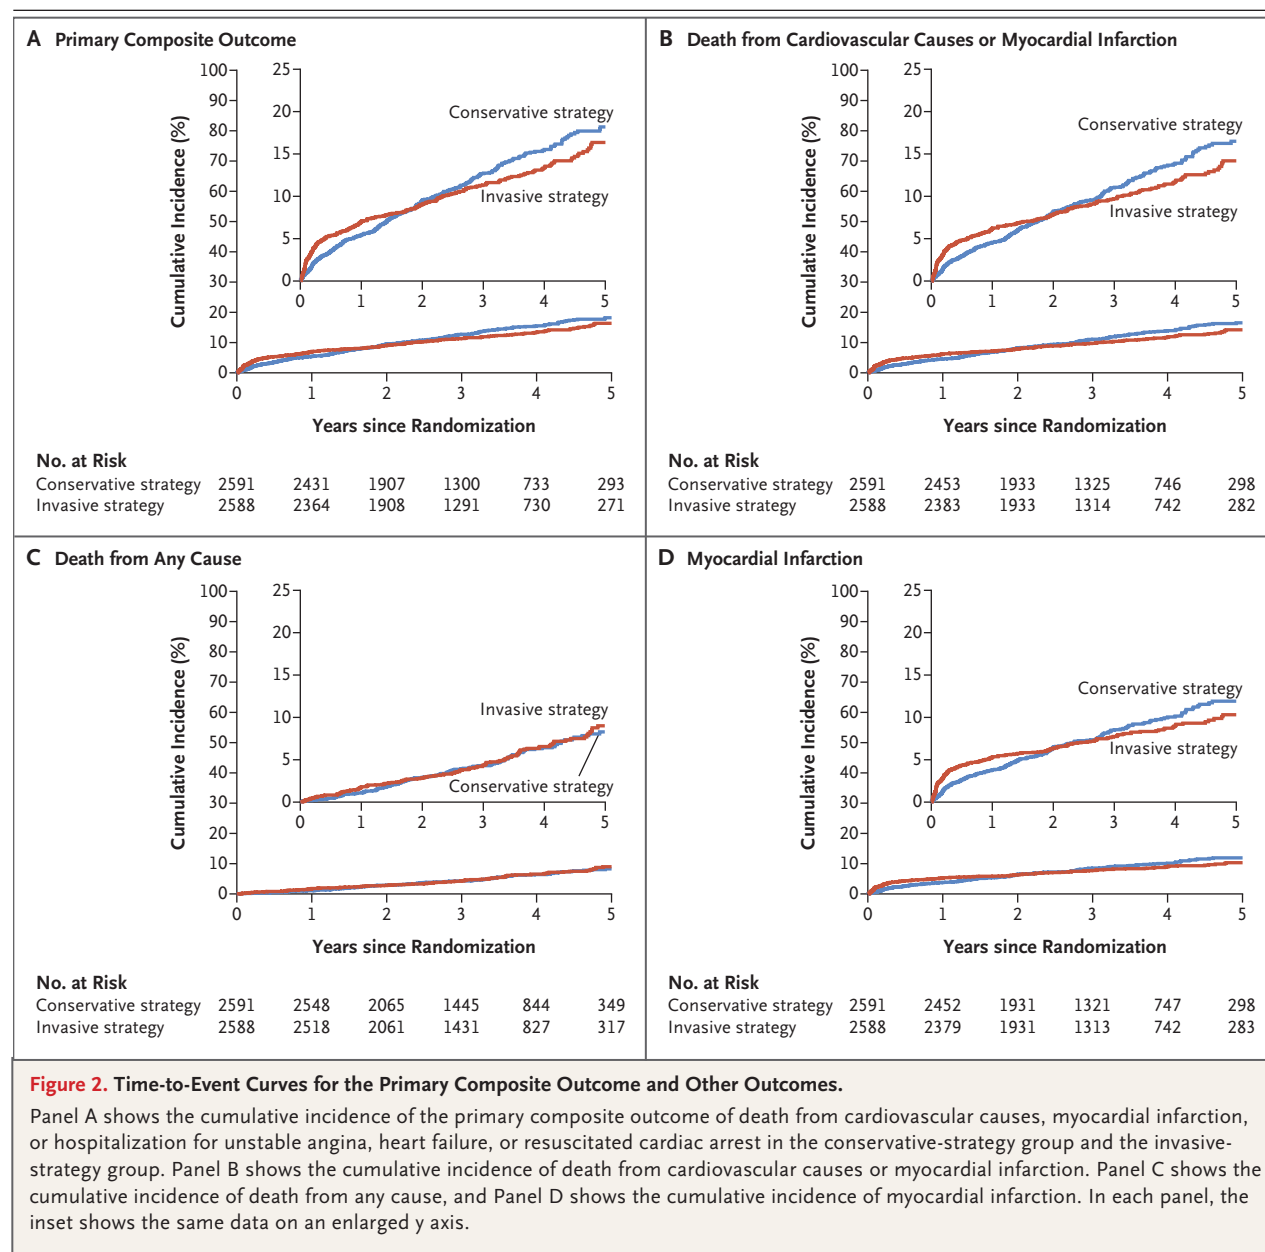 A Primary Composite Outcome
Cumulative Incidence (%)
100
90
80
70
60
50
40
30
20
10
0
25
20
15
10
5
0
Conservative strategy
Invasive strategy
0 1 2 3 4 5
0 1 2 3 4 5
Years since Randomization
No. at Risk
Conservative strategy 2591 2431 1907 1300 733 293
Invasive strategy 2588 2364 1908 1291 730 271
B Death from Cardiovascular Causes or Myocardial Infarction
Cumulative Incidence (%)
100
90
80
70
60
50
40
30
20
10
0
25
20
15
10
5
0
Conservative strategy
Invasive strategy
0 1 2 3 4 5
0 1 2 3 4 5
Years since Randomization
No. at Risk
Conservative strategy 2591 2453 1933 1325 746 298
Invasive strategy 2588 2383 1933 1314 742 282
C Death from Any Cause
Cumulative Incidence (%)
100
90
80
70
60
50
40
30
20
10
0
25
20
15
10
5
0
Invasive strategy
Conservative strategy
0 1 2 3 4 5
0 1 2 3 4 5
Years since Randomization
No. at Risk
Conservative strategy 2591 2548 2065 1445 844 349
Invasive strategy 2588 2518 2061 1431 827 317
D Myocardial Infarction
Cumulative Incidence (%)
100
90
80
70
60
50
40
30
20
10
0
25
20
15
10
5
0
Conservative strategy
Invasive strategy
0 1 2 3 4 5
0 1 2 3 4 5
Years since Randomization
No. at Risk
Conservative strategy 2591 2452 1931 1321 747 298
Invasive strategy 2588 2379 1931 1313 742 283
Figure 2. Time-to-Event Curves for the Primary Composite Outcome and Other Outcomes.
Panel A shows the cumulative incidence of the primary composite outcome of death from cardiovascular causes, myocardial infarction,
or hospitalization for unstable angina, heart failure, or resuscitated cardiac arrest in the conservative-strategy group and the invasive-
strategy group. Panel B shows the cumulative incidence of death from cardiovascular causes or myocardial infarction. Panel C shows the
cumulative incidence of death from any cause, and Panel D shows the cumulative incidence of myocardial infarction. In each panel, the
inset shows the same data on an enlarged y axis.